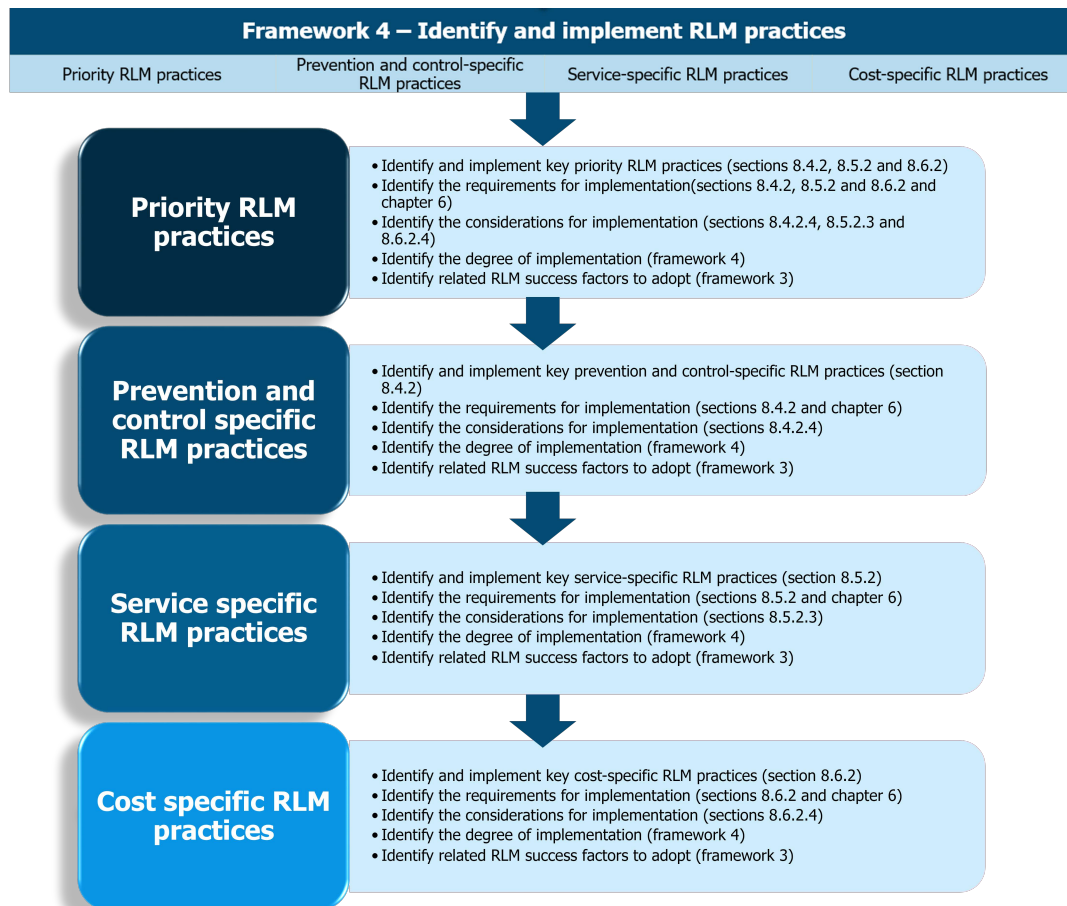 Framework 4 – Identify and implement RLM practices
Priority RLM practices
Prevention and control-specific
RLM practices
Service-specific RLM practices
Cost-specific RLM practices
Priority RLM
practices
• Identify and implement key priority RLM practices (sections 8.4.2, 8.5.2 and 8.6.2)
• Identify the requirements for implementation(sections 8.4.2, 8.5.2 and 8.6.2 and
chapter 6)
• Identify the considerations for implementation (sections 8.4.2.4, 8.5.2.3 and
8.6.2.4)
• Identify the degree of implementation (framework 4)
• Identify related RLM success factors to adopt (framework 3)
Prevention and
control specific
RLM practices
• Identify and implement key prevention and control-specific RLM practices (section
8.4.2)
• Identify the requirements for implementation (sections 8.4.2 and chapter 6)
• Identify the considerations for implementation (sections 8.4.2.4)
• Identify the degree of implementation (framework 4)
• Identify related RLM success factors to adopt (framework 3)
Service specific
RLM practices
• Identify and implement key service-specific RLM practices (section 8.5.2)
• Identify the requirements for implementation (sections 8.5.2 and chapter 6)
• Identify the considerations for implementation (sections 8.5.2.3)
• Identify the degree of implementation (framework 4)
• Identify related RLM success factors to adopt (framework 3)
Cost specific RLM
practices
• Identify and implement key cost-specific RLM practices (section 8.6.2)
• Identify the requirements for implementation (sections 8.6.2 and chapter 6)
• Identify the considerations for implementation (sections 8.6.2.4)
• Identify the degree of implementation (framework 4)
• Identify related RLM success factors to adopt (framework 3)